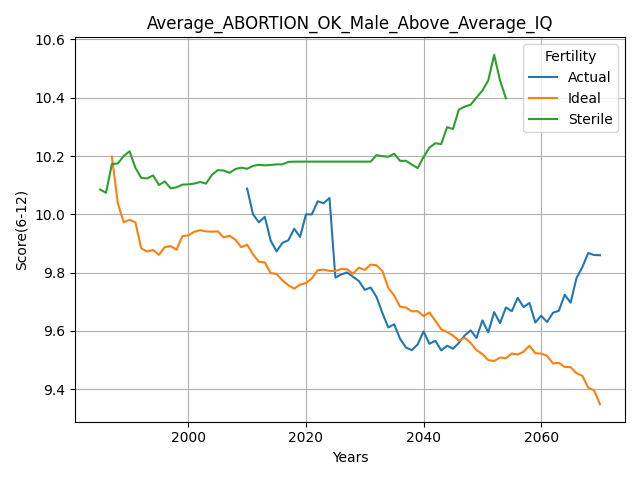 Average_ABORTION_OK_Male_Above_Average_IQ
Fertility
Actual
Ideal
Sterile
Score(6-12)
10.6
10.4
10.2
10.0
9.8
9.6
9.4
2000
2020
2040
2060
Years